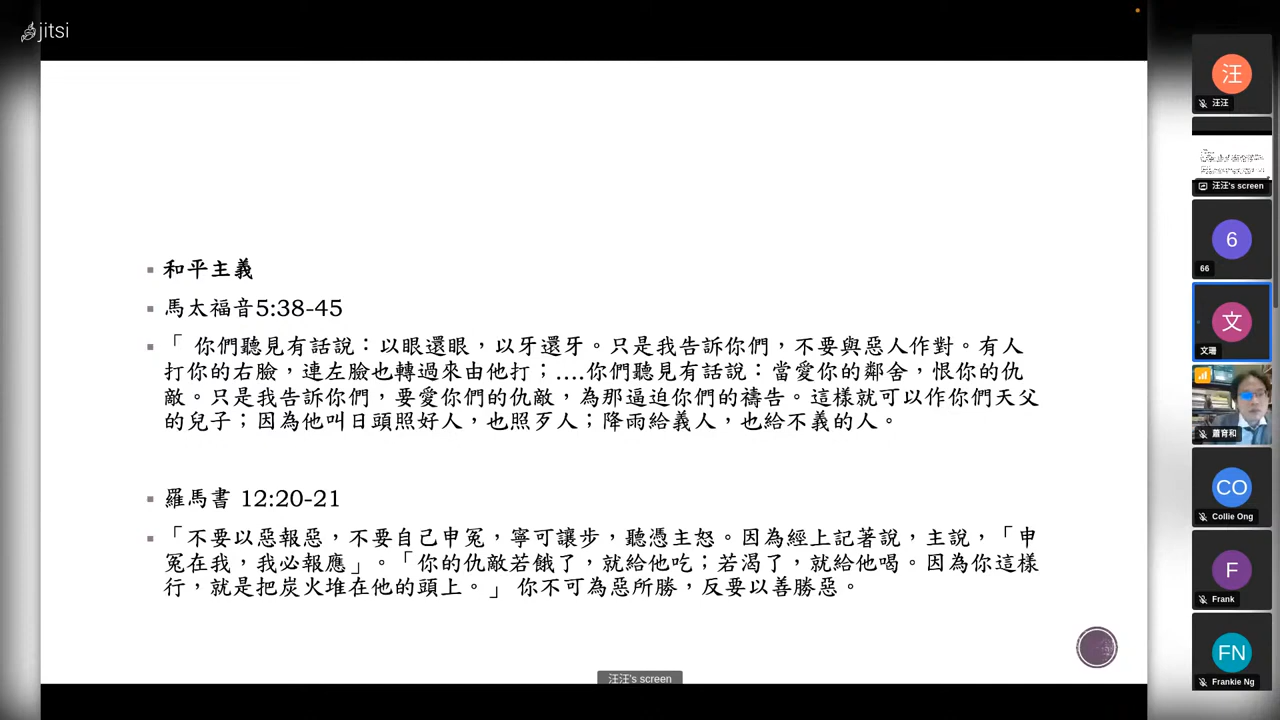 jitsi
和平主義
馬太福音5:38-45
「 你們聽見有話說：以眼還眼，以牙還牙。只是我告訴你們，不要與惡人作對。有人
打你的右臉，連左臉也轉過來由他打；....你們聽見有話說：當愛你的鄰舍，恨你的仇
敵。只是我告訴你們，要愛你們的仇敵，為那逼迫你們的禱告。這樣就可以作你們天父
的兒子；因為他叫日頭照好人，也照歹人；降雨給義人，也給不義的人。
羅馬書 12:20-21
「不要以惡報惡，不要自己申冤，寧可讓步，聽憑主怒。因為經上記著說，主說，「申
冤在我，我必報應」。「你的仇敵若餓了，就給他吃；若渴了，就給他喝。因為你這樣
行，就是把炭火堆在他的頭上。」 你不可為惡所勝，反要以善勝惡。
汪汪's screen
汪
汪汪
汪汪's screen
6
66
文
文珊
蕭育和
CO
Collie Ong
F
Frank
FN
Frankie Ng